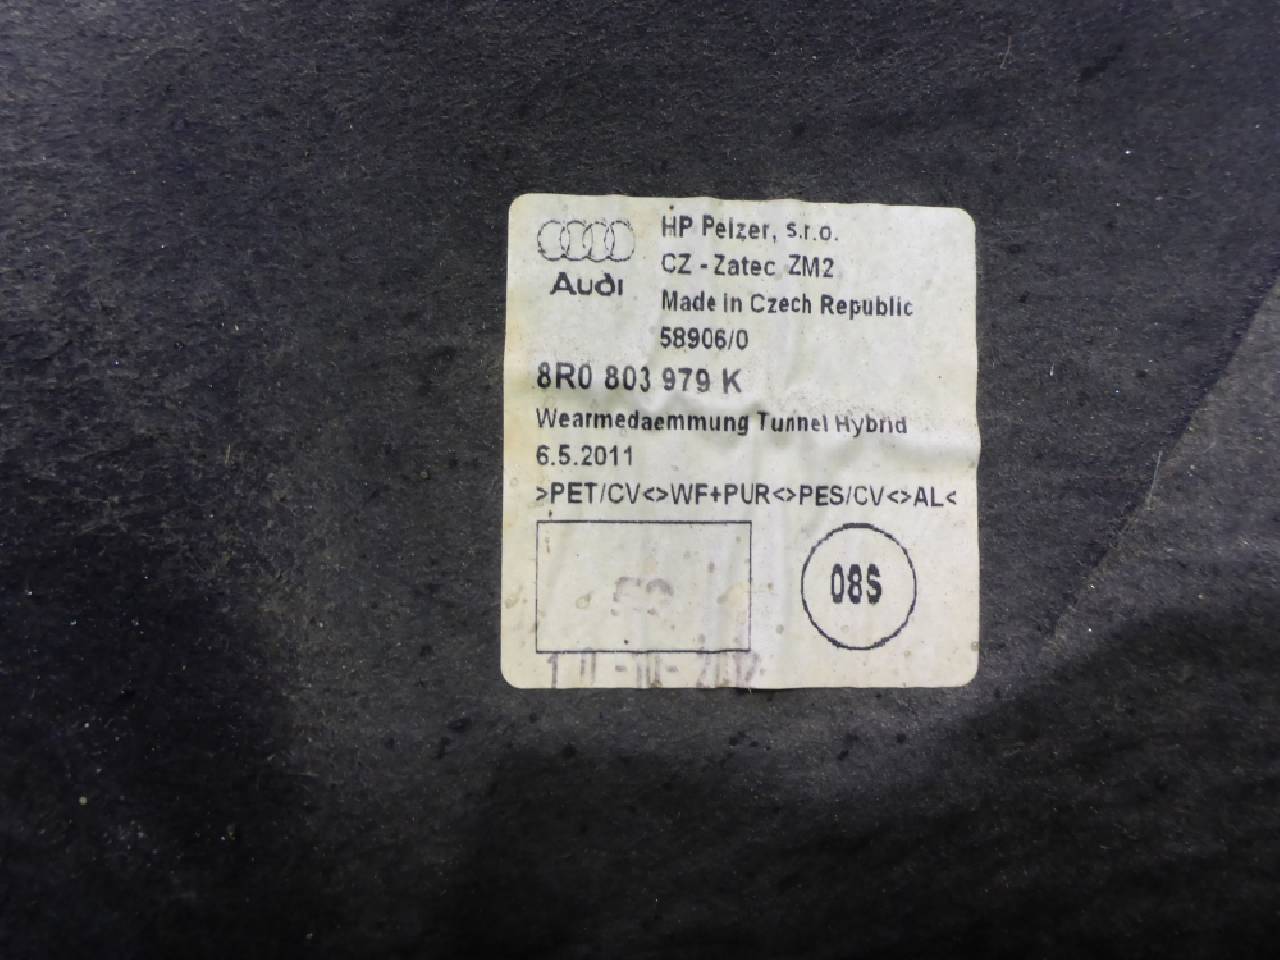 Audi
HP Pelzer, s.r.o.
CZ - Zatec ZM2
Made in Czech Republic
58906/0
8R0 803 979 K
Wearmedaemmung Tunnel Hybrid
6.5.2011
>PET/CV<>WF+PUR<>PES/CV<>AL<
08S